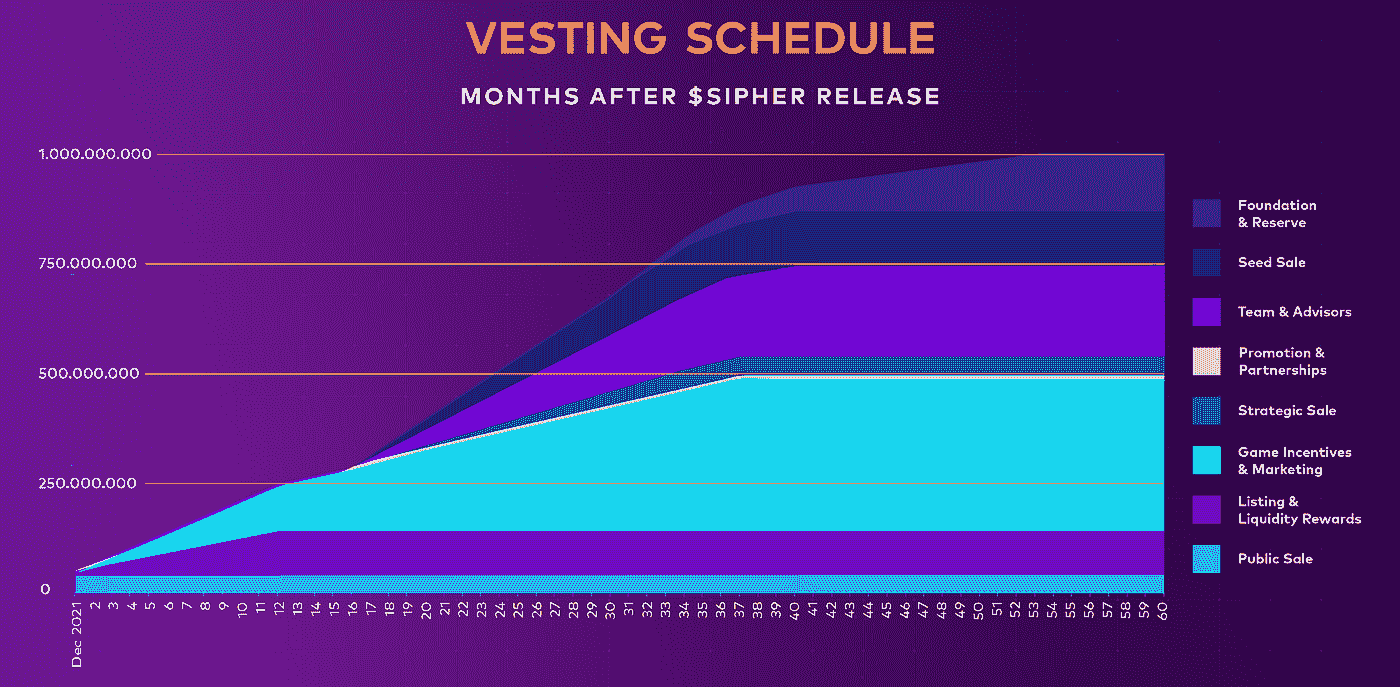 VESTING SCHEDULE
MONTHS AFTER $SIPHER RELEASE
1.000.000.000
750.000.000
500.000.000
250.000.000
0
Dec 2021 2 3 4 5 6 7 8 9 10 11 12 13 14 15 16 17 18 19 20 21 22 23 24 25 26 27 28 29 30 31 32 33 34 35 36 37 38 39 40 41 42 43 44 45 46 47 48 49 50 51 52 53 54 55 56 57 58 59 60
Foundation
& Reserve
Seed Sale
Team & Advisors
Promotion &
Partnerships
Strategic Sale
Game Incentives
& Marketing
Listing &
Liquidity Rewards
Public Sale